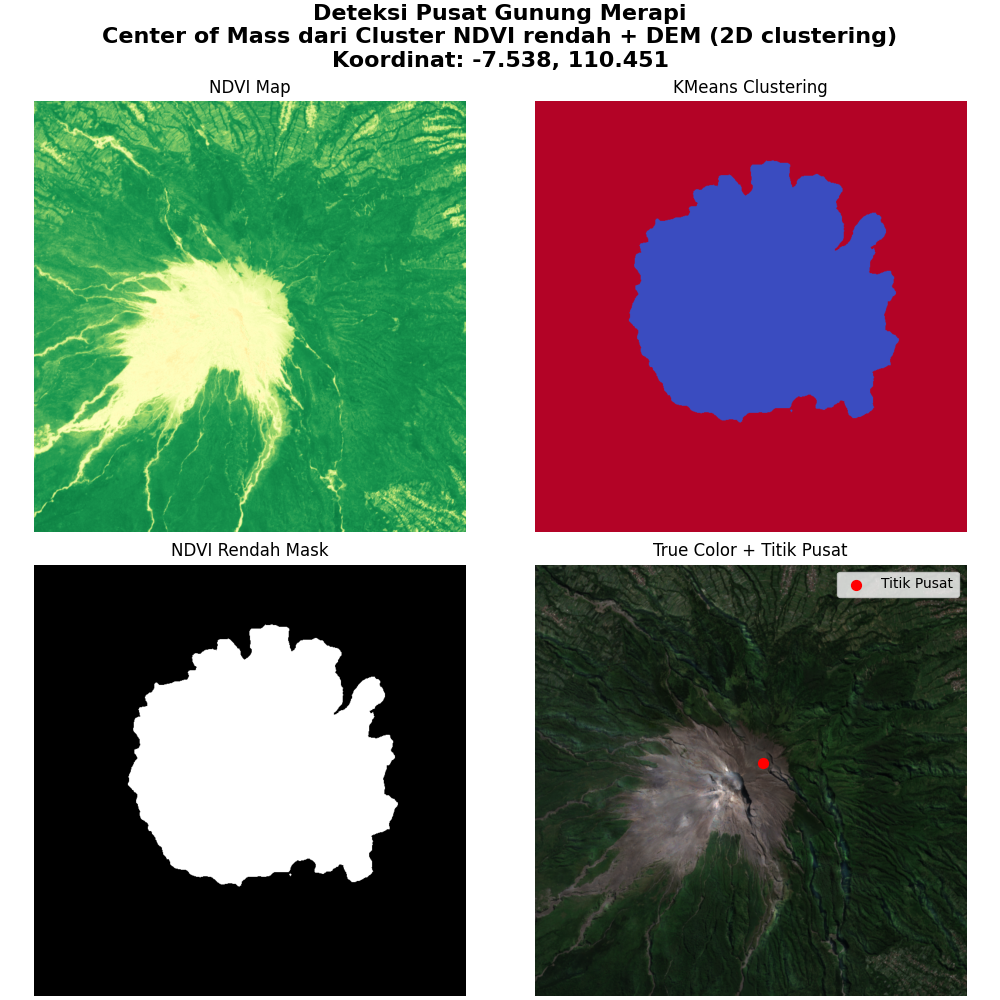 Deteksi Pusat Gunung Merapi
Center of Mass dari Cluster NDVI rendah + DEM (2D clustering)
Koordinat: -7.538, 110.451
NDVI Map
KMeans Clustering
NDVI Rendah Mask
True Color + Titik Pusat
Titik Pusat